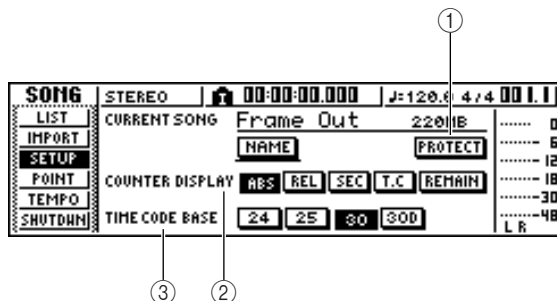 ①
SONG STEREO 00:00:00.000 ♩=120.0 4/4 001.1
LIST CURRENT SONG Frame Out 220MB 0
IMPORT NAME PROTECT 6
SETUP 12
POINT COUNTER DISPLAY ABS REL SEC T.C REMAIN 18
TEMPO 30
SHUTDWN TIME CODE BASE 24 25 30 30D 48
L R
③ ②